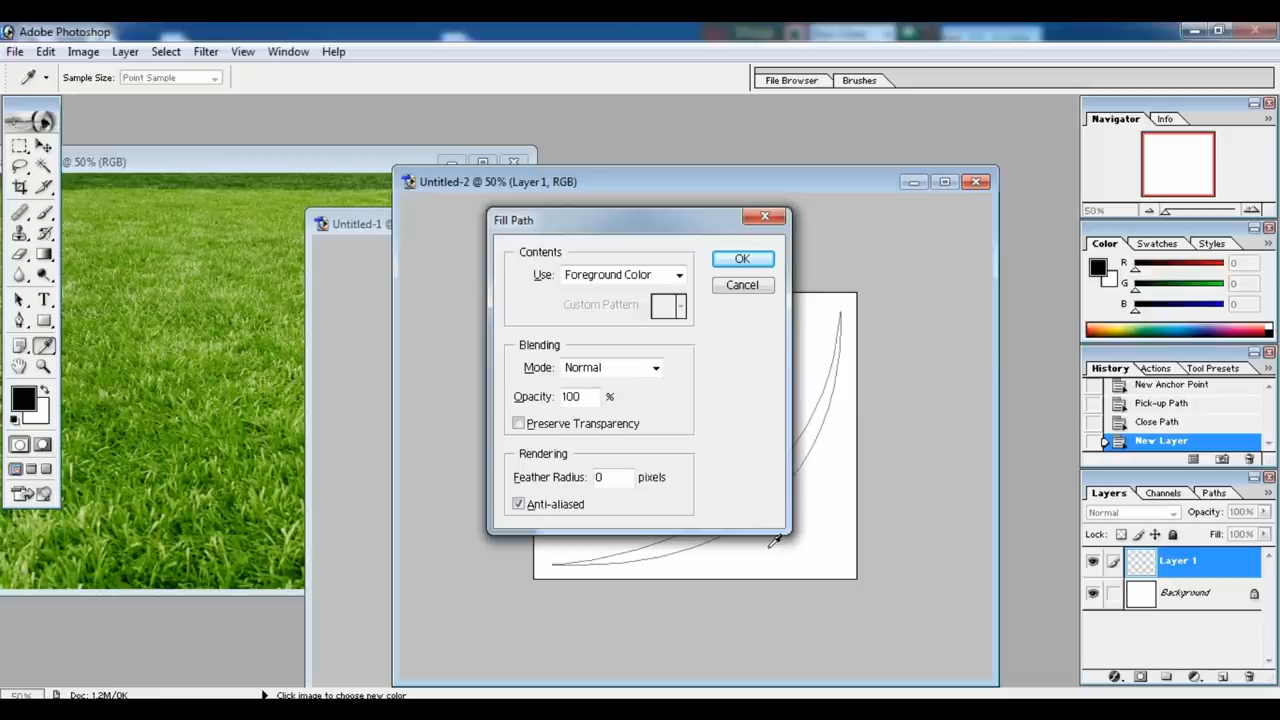 Adobe Photoshop
File Edit Image Layer Select Filter View Window Help
Sample Size: Point Sample
File Browser Brushes
@ 50% (RGB)
Untitled-1 @
Untitled-2 @ 50% (Layer 1, RGB)
Fill Path
Contents
Use: Foreground Color
Custom Pattern
OK
Cancel
Blending
Mode: Normal
Opacity: 100 %
Preserve Transparency
Rendering
Feather Radius: 0 pixels
Anti-aliased
Navigator Info
50%
Color Swatches Styles
R 0
G 0
B 0
History Actions Tool Presets
New Anchor Point
Pick-up Path
Close Path
New Layer
Layers Channels Paths
Normal Opacity: 100%
Lock: Fill: 100%
Layer 1
Background
50% Doc: 1.2M/0K Click image to choose new color